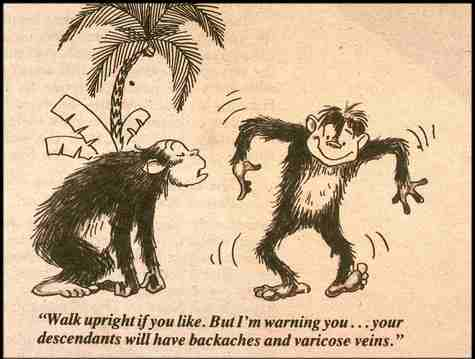 “Walk upright if you like. But I’m warning you . . . your
descendants will have backaches and varicose veins.”